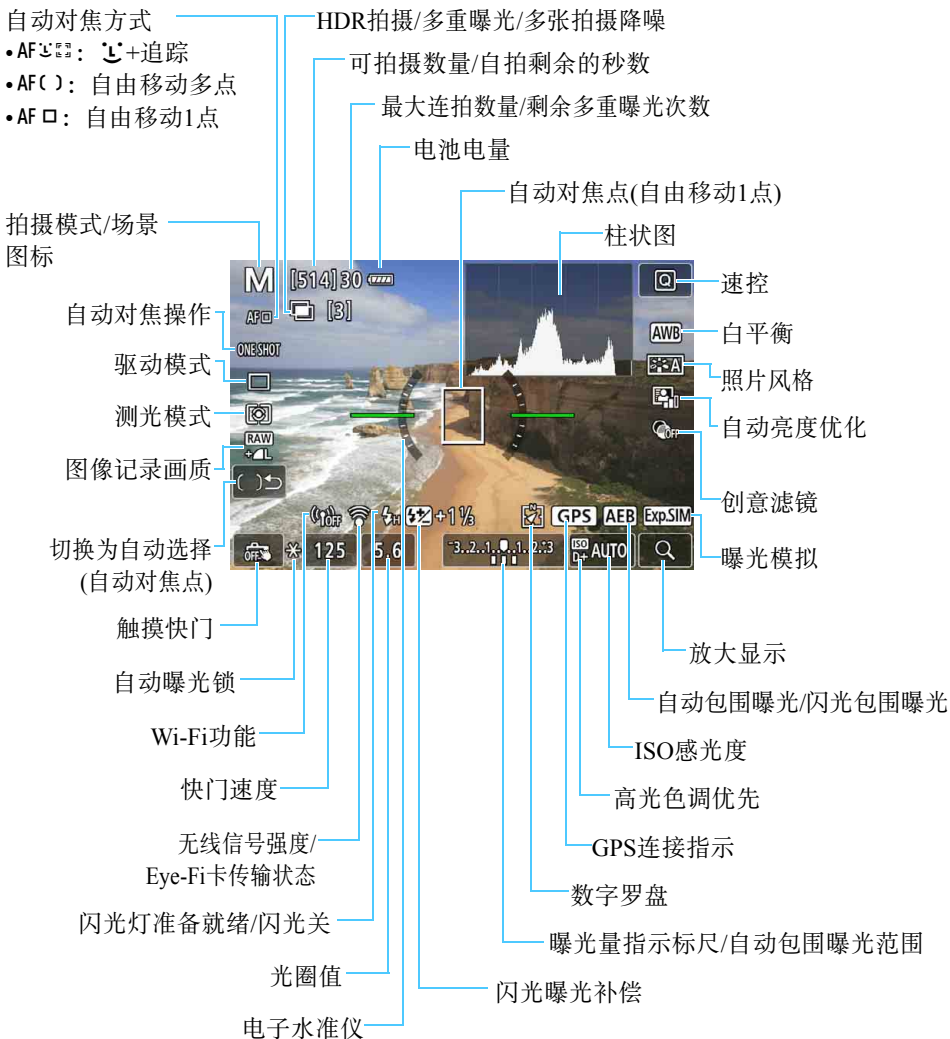 自动对焦方式
•AF: +追踪
•AF( ): 自由移动多点
•AF: 自由移动1点
HDR拍摄/多重曝光/多张拍摄降噪
可拍摄数量/自拍剩余的秒数
最大连拍数量/剩余多重曝光次数
电池电量
自动对焦点(自由移动1点)
柱状图
拍摄模式/场景
图标
自动对焦操作
驱动模式
测光模式
图像记录画质
切换为自动选择
(自动对焦点)
触摸快门
自动曝光锁
Wi-Fi功能
快门速度
无线信号强度/
Eye-Fi卡传输状态
闪光灯准备就绪/闪光关
光圈值
电子水准仪
M [514] 30
AF [3]
ONE SHOT
RAW
+L
( )
OFF
H +1⅓ N GPS AEB Exp.SIM
OFF * 125 5.6 -3..2..1..0..1..2.:3 ISO D+ AUTO
Q
AWB
A
OFF
速控
白平衡
照片风格
自动亮度优化
创意滤镜
曝光模拟
放大显示
自动包围曝光/闪光包围曝光
ISO感光度
高光色调优先
GPS连接指示
数字罗盘
曝光量指示标尺/自动包围曝光范围
闪光曝光补偿